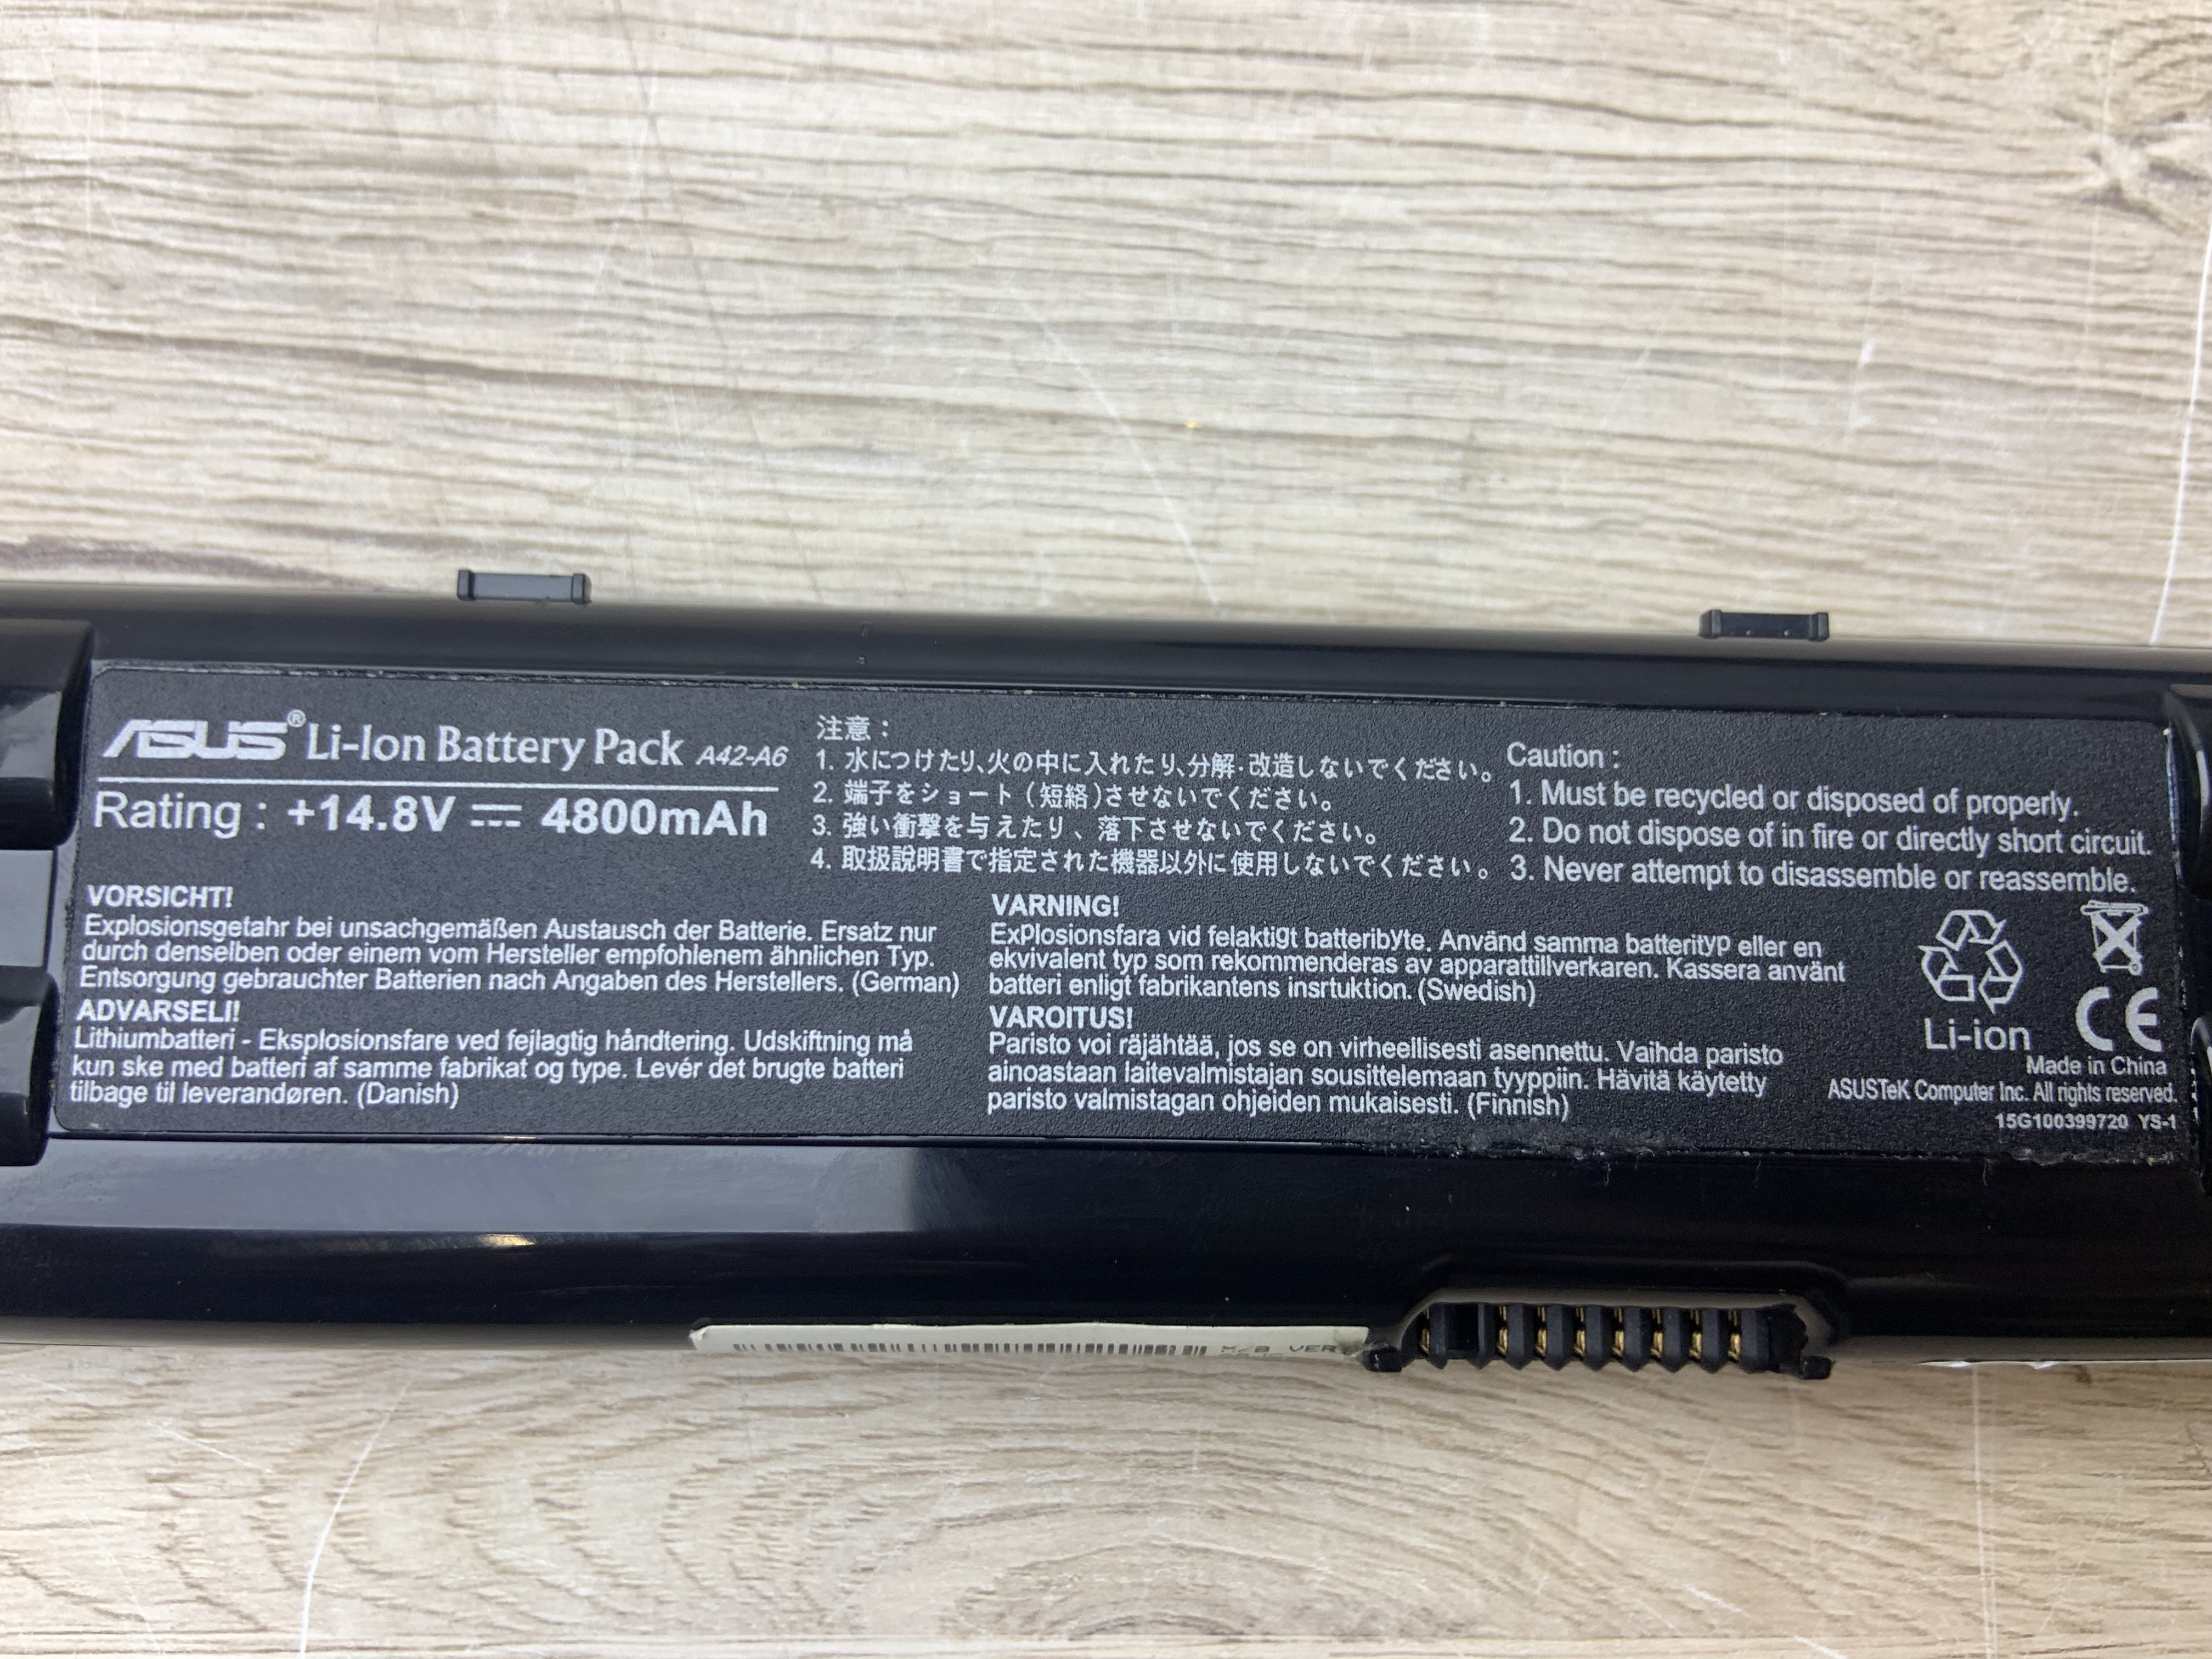 ASUS® Li-Ion Battery Pack A42-A6
Rating : +14.8V 4800mAh
注意：
1. 水につけたり、火の中に入れたり、分解·改造しないでください。
2. 端子をショート（短絡）させないでください。
3. 強い衝撃を与えたり、落下させないでください。
4. 取扱説明書で指定された機器以外に使用しないでください。
Caution :
1. Must be recycled or disposed of properly.
2. Do not dispose of in fire or directly short circuit.
3. Never attempt to disassemble or reassemble.
VORSICHT!
Explosionsgetahr bei unsachgemäßen Austausch der Batterie. Ersatz nur
durch denselben oder einem vom Hersteller empfohlenem ähnlichen Typ.
Entsorgung gebrauchter Batterien nach Angaben des Herstellers. (German)
ADVARSELI!
Lithiumbatteri - Eksplosionsfare ved fejlagtig håndtering. Udskiftning må
kun ske med batteri af samme fabrikat og type. Levér det brugte batteri
tilbage til leverandøren. (Danish)
VARNING!
ExPlosionsfara vid felaktigt batteribyte. Använd samma batterityp eller en
ekvivalent typ som rekommenderas av apparattillverkaren. Kassera använt
batteri enligt fabrikantens insrtuktion. (Swedish)
VAROITUS!
Paristo voi räjähtää, jos se on virheellisesti asennettu. Vaihda paristo
ainoastaan laitevalmistajan sousittelemaan tyyppiin. Hävitä käytetty
paristo valmistagan ohjeiden mukaisesti. (Finnish)
Li-ion
CE
Made in China
ASUSTeK Computer Inc. All rights reserved.
15G100399720 YS-1
M/B VER